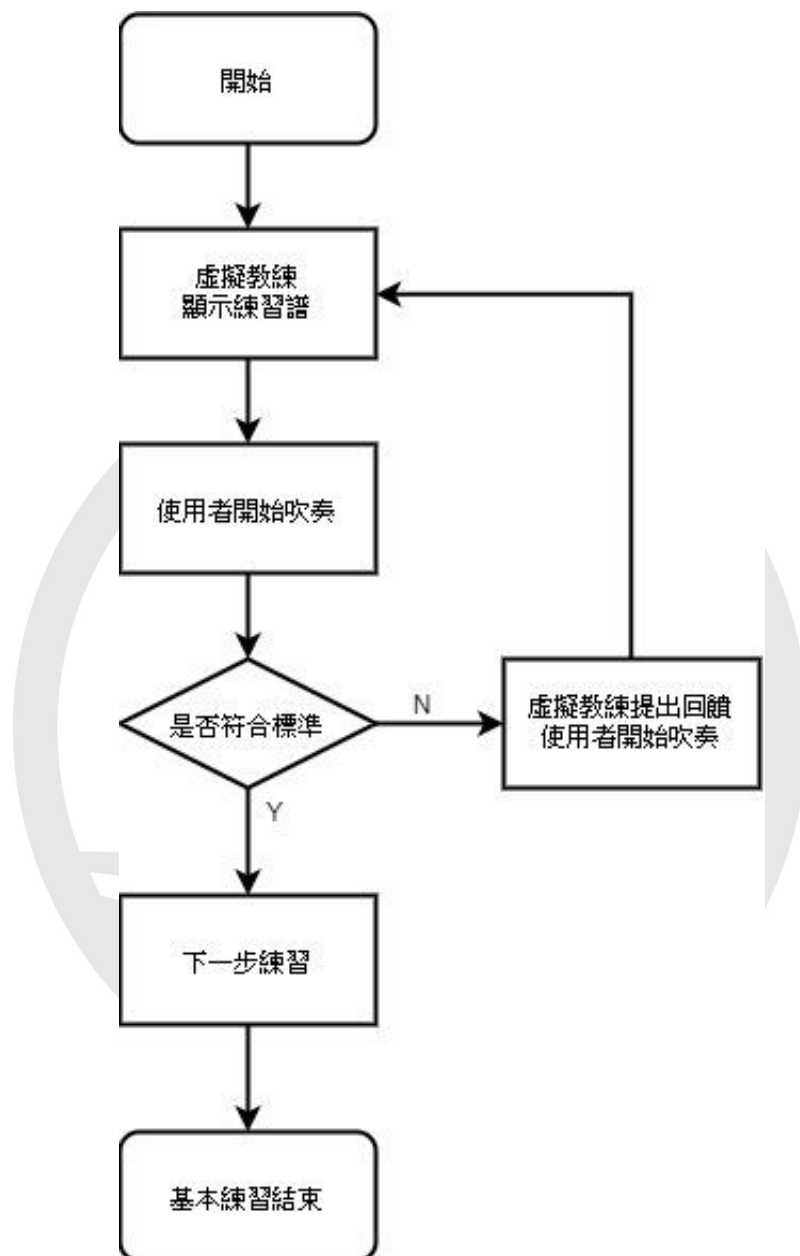 開始
虛擬教練
顯示練習譜
使用者開始吹奏
是否符合標準
N
虛擬教練提出回饋
使用者開始吹奏
Y
下一步練習
基本練習結束